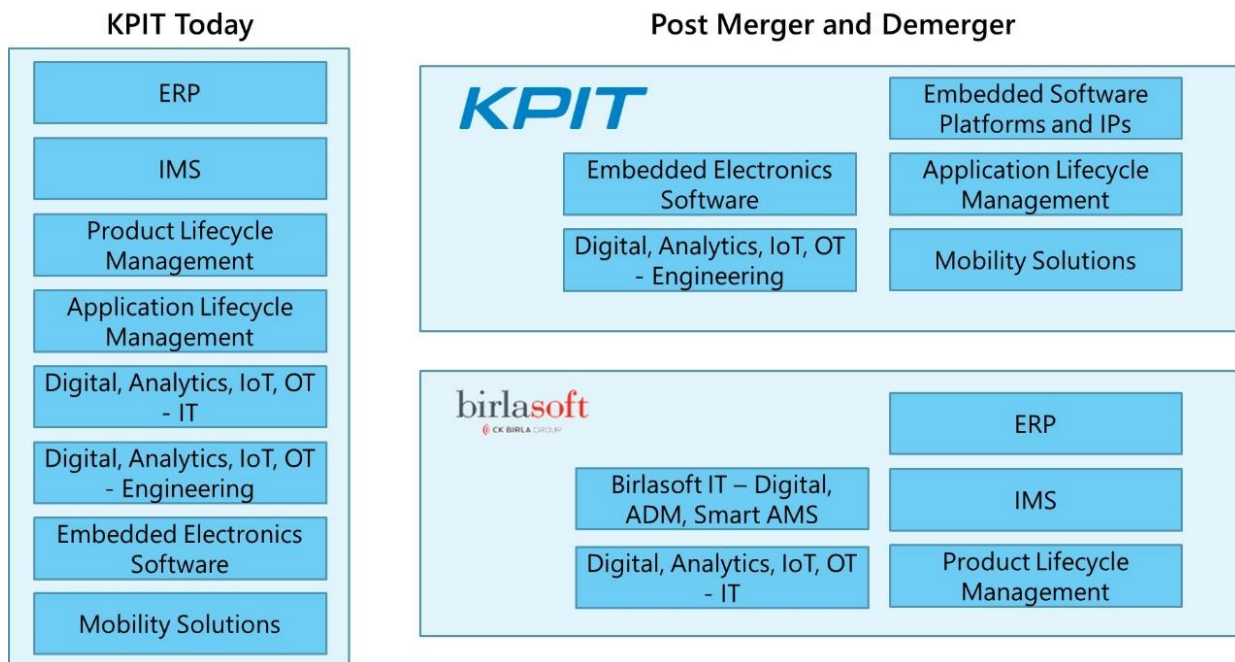 KPIT Today
ERP
IMS
Product Lifecycle
Management
Application Lifecycle
Management
Digital, Analytics, IoT, OT
- IT
Digital, Analytics, IoT, OT
- Engineering
Embedded Electronics
Software
Mobility Solutions
Post Merger and Demerger
KPIT
Embedded Software
Platforms and IPs
Embedded Electronics
Software
Application Lifecycle
Management
Digital, Analytics, IoT, OT
- Engineering
Mobility Solutions
birlasoft
CK BIRLA GROUP
ERP
Birlasoft IT – Digital,
ADM, Smart AMS
IMS
Digital, Analytics, IoT, OT
- IT
Product Lifecycle
Management